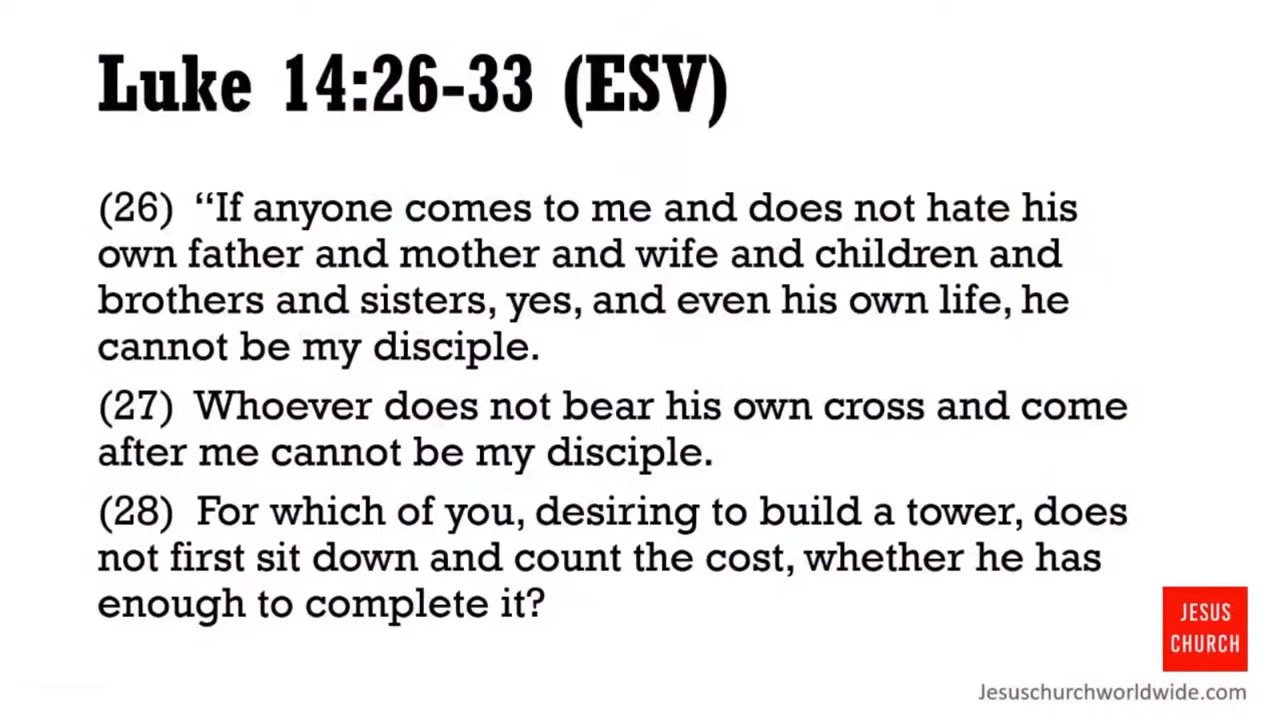 Luke 14:26-33 (ESV)
(26) “If anyone comes to me and does not hate his
own father and mother and wife and children and
brothers and sisters, yes, and even his own life, he
cannot be my disciple.
(27) Whoever does not bear his own cross and come
after me cannot be my disciple.
(28) For which of you, desiring to build a tower, does
not first sit down and count the cost, whether he has
enough to complete it?
JESUS
CHURCH
Jesuschurchworldwide.com